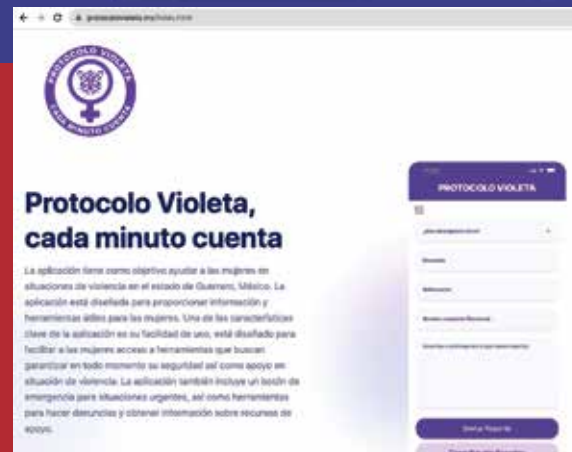 PROTOCOLO VIOLETA
CADA MINUTO CUENTA
Protocolo Violeta,
cada minuto cuenta
La aplicación tiene como objetivo ayudar a las mujeres en
situaciones de violencia en el estado de Guerrero, México. La
aplicación está diseñada para proporcionar información y
herramientas útiles para las mujeres. Una de las características
clave de la aplicación es su facilidad de uso, está diseñado para
facilitar a las mujeres acceso a herramientas que buscan
garantizar en todo momento su seguridad así como apoyo en
situación de violencia. La aplicación también incluye un botón de
emergencia para situaciones urgentes, así como herramientas
para hacer denuncias y obtener información sobre recursos de
apoyo.
PROTOCOLO VIOLETA
Enviar Reporte